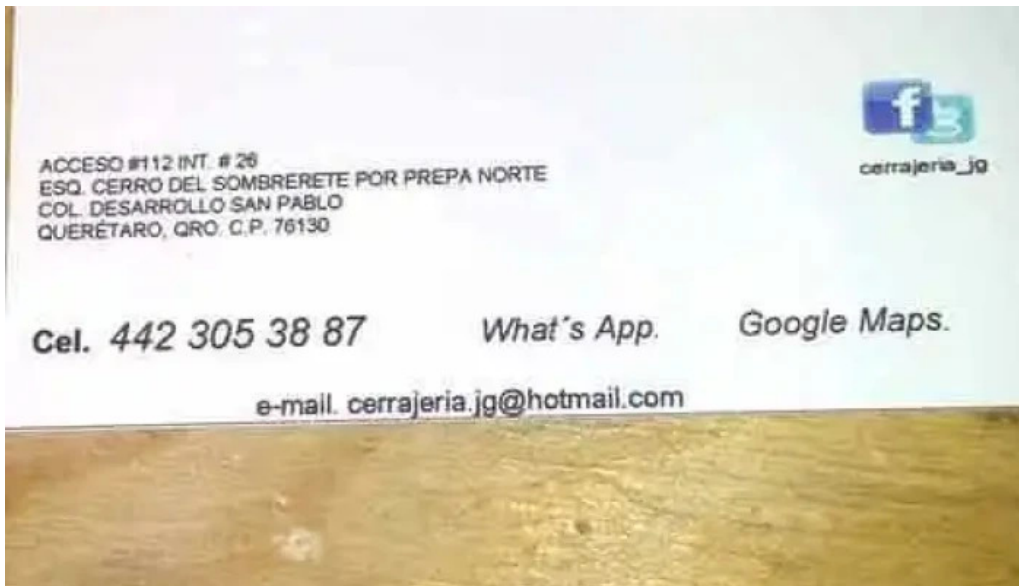 ACCESO #112 INT. # 26
ESQ. CERRO DEL SOMBRERETE POR PREPA NORTE
COL. DESARROLLO SAN PABLO
QUERÉTARO, QRO. C.P. 76130
cerrajeria_jg
Cel. 442 305 38 87 What´s App. Google Maps.
e-mail. cerrajeria.jg@hotmail.com